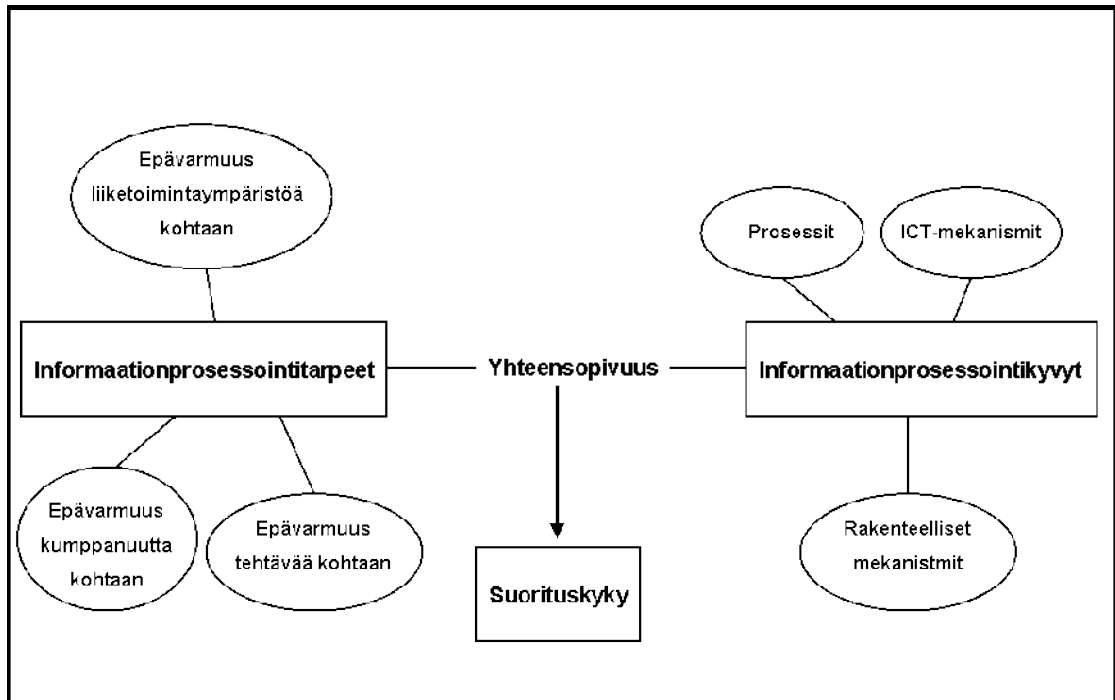 Epävarmuus
liiketoimintaympäristöä
kohtaan
Prosessit
ICT-mekanismit
Informaationprosessointitarpeet
Yhteensopivuus
Informaationprosessointikyvyt
Epävarmuus
kumppanuutta
kohtaan
Epävarmuus
tehtävää kohtaan
Suorituskyky
Rakenteelliset
mekanistmit